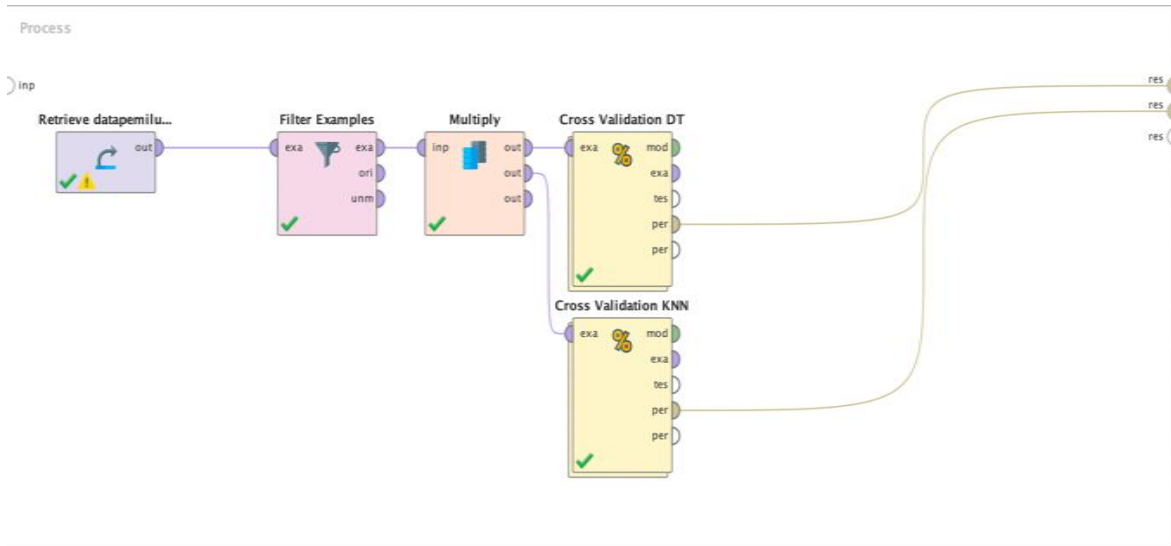 Process
inp
res
res
res
Retrieve datapemilu...
out
Filter Examples
exa exa
ori
unm
Multiply
inp out
out
out
Cross Validation DT
exa mod
exa
tes
per
per
Cross Validation KNN
exa mod
exa
tes
per
per